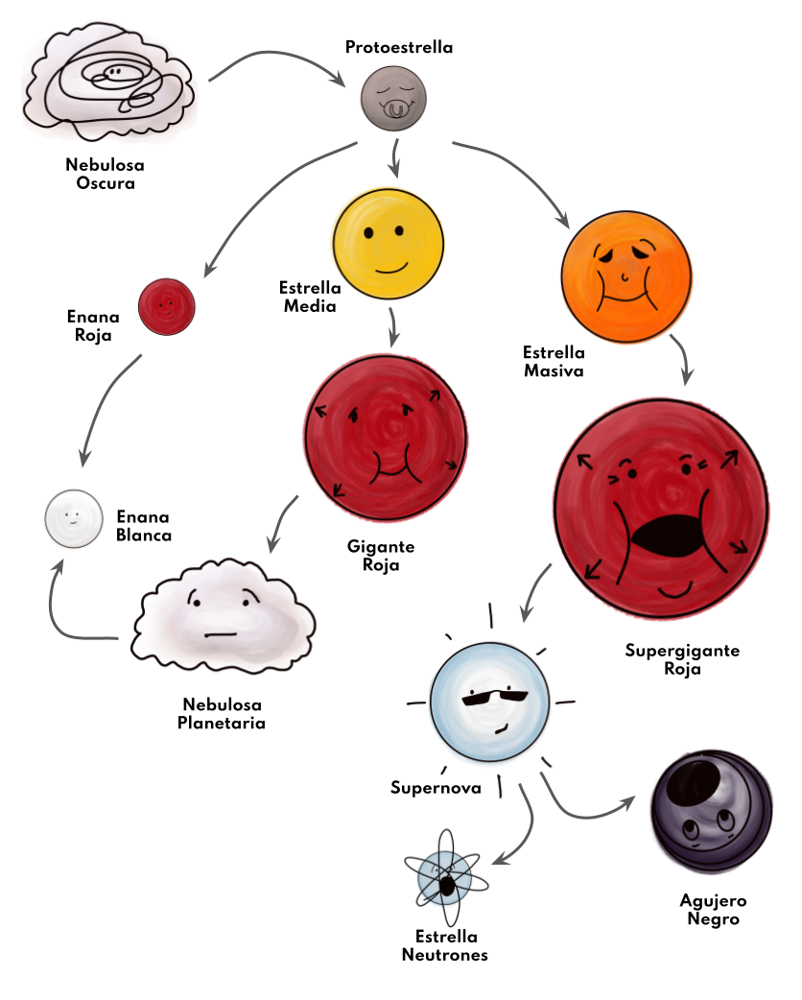 Nebulosa
Oscura
Protoestrella
Estrella
Media
Enana
Roja
Estrella
Masiva
Enana
Blanca
Gigante
Roja
Supergigante
Roja
Nebulosa
Planetaria
Supernova
Agujero
Negro
Estrella
Neutrones